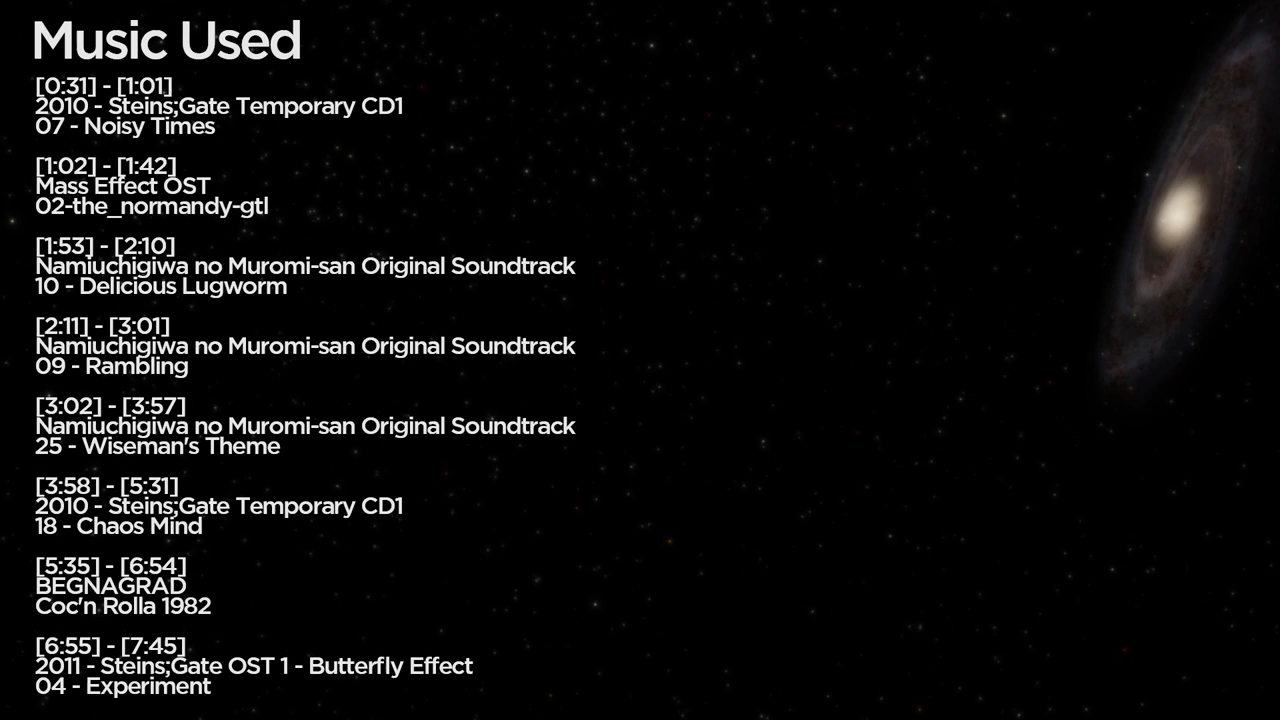 Music Used
[0:31] - [1:01]
2010 - Steins;Gate Temporary CD1
07 - Noisy Times
[1:02] - [1:42]
Mass Effect OST
02-the_normandy-gtl
[1:53] - [2:10]
Namiuchigiwa no Muromi-san Original Soundtrack
10 - Delicious Lugworm
[2:11] - [3:01]
Namiuchigiwa no Muromi-san Original Soundtrack
09 - Rambling
[3:02] - [3:57]
Namiuchigiwa no Muromi-san Original Soundtrack
25 - Wiseman's Theme
[3:58] - [5:31]
2010 - Steins;Gate Temporary CD1
18 - Chaos Mind
[5:35] - [6:54]
BEGNAGRAD
Coc'n Rolla 1982
[6:55] - [7:45]
2011 - Steins;Gate OST 1 - Butterfly Effect
04 - Experiment